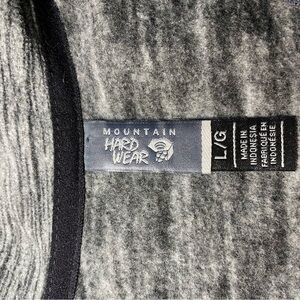 MOUNTAIN
HARD
WEAR
L/G
MADE IN
INDONESIA
FABRIQUÉ EN
INDONÉSIE